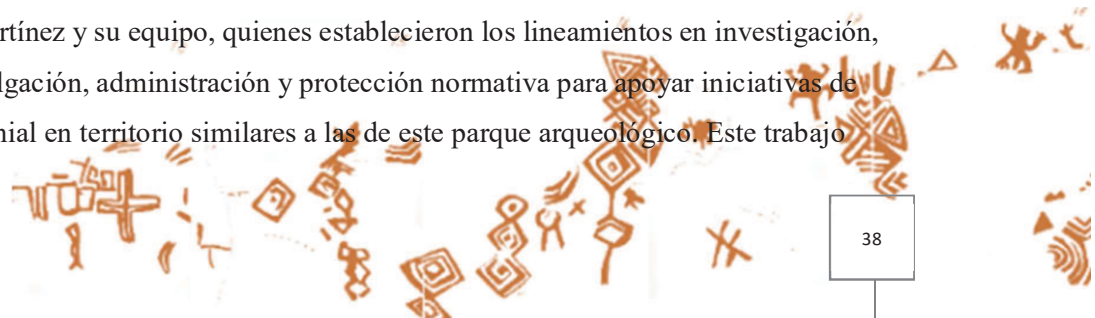 rtínez y su equipo, quienes establecieron los lineamientos en investigación,
lgación, administración y protección normativa para apoyar iniciativas de
nial en territorio similares a las de este parque arqueológico. Este trabajo
38